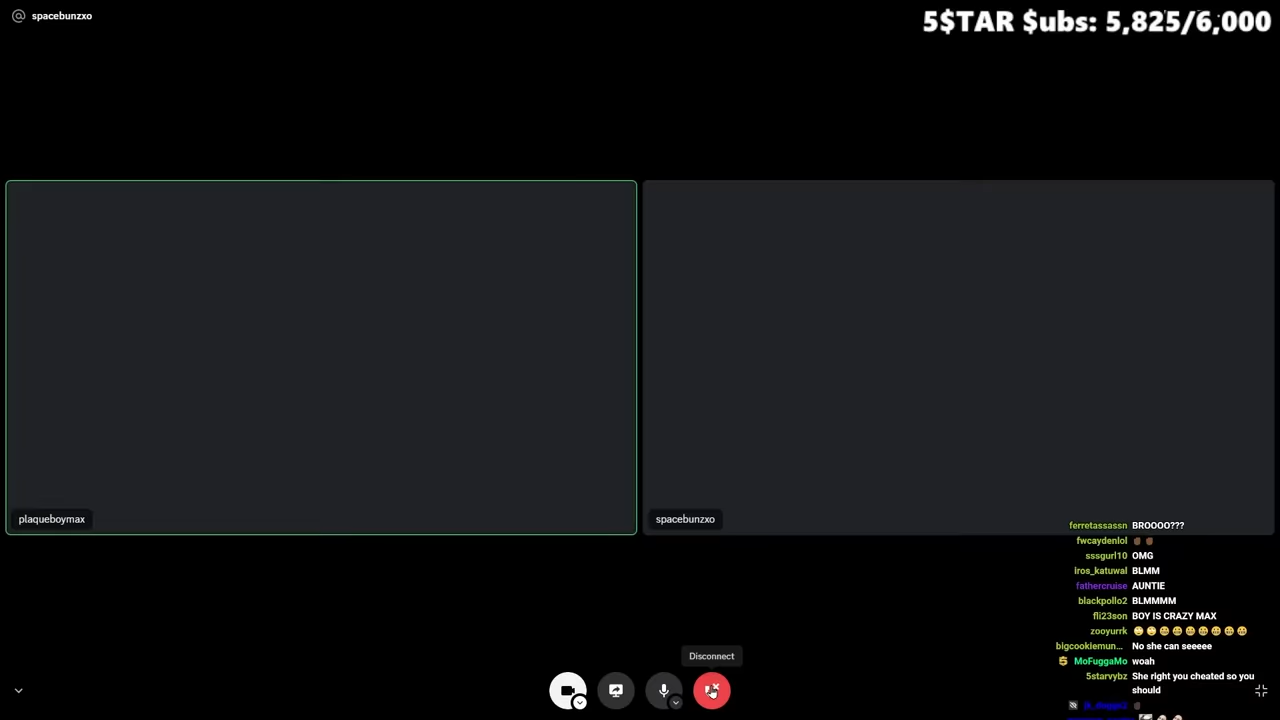 spacebunzxo
5$TAR $ubs: 5,825/6,000
plaqueboymax
spacebunzxo
ferretassassn BROOOO???
fwcaydenlol
sssgurl10 OMG
iros_katuwal BLMM
fathercruise AUNTIE
blackpollo2 BLMMMM
fli23son BOY IS CRAZY MAX
zooyurrk
bigcookiemun... No she can seeeee
MoFuggaMo woah
5starvybz She right you cheated so you
should
Disconnect